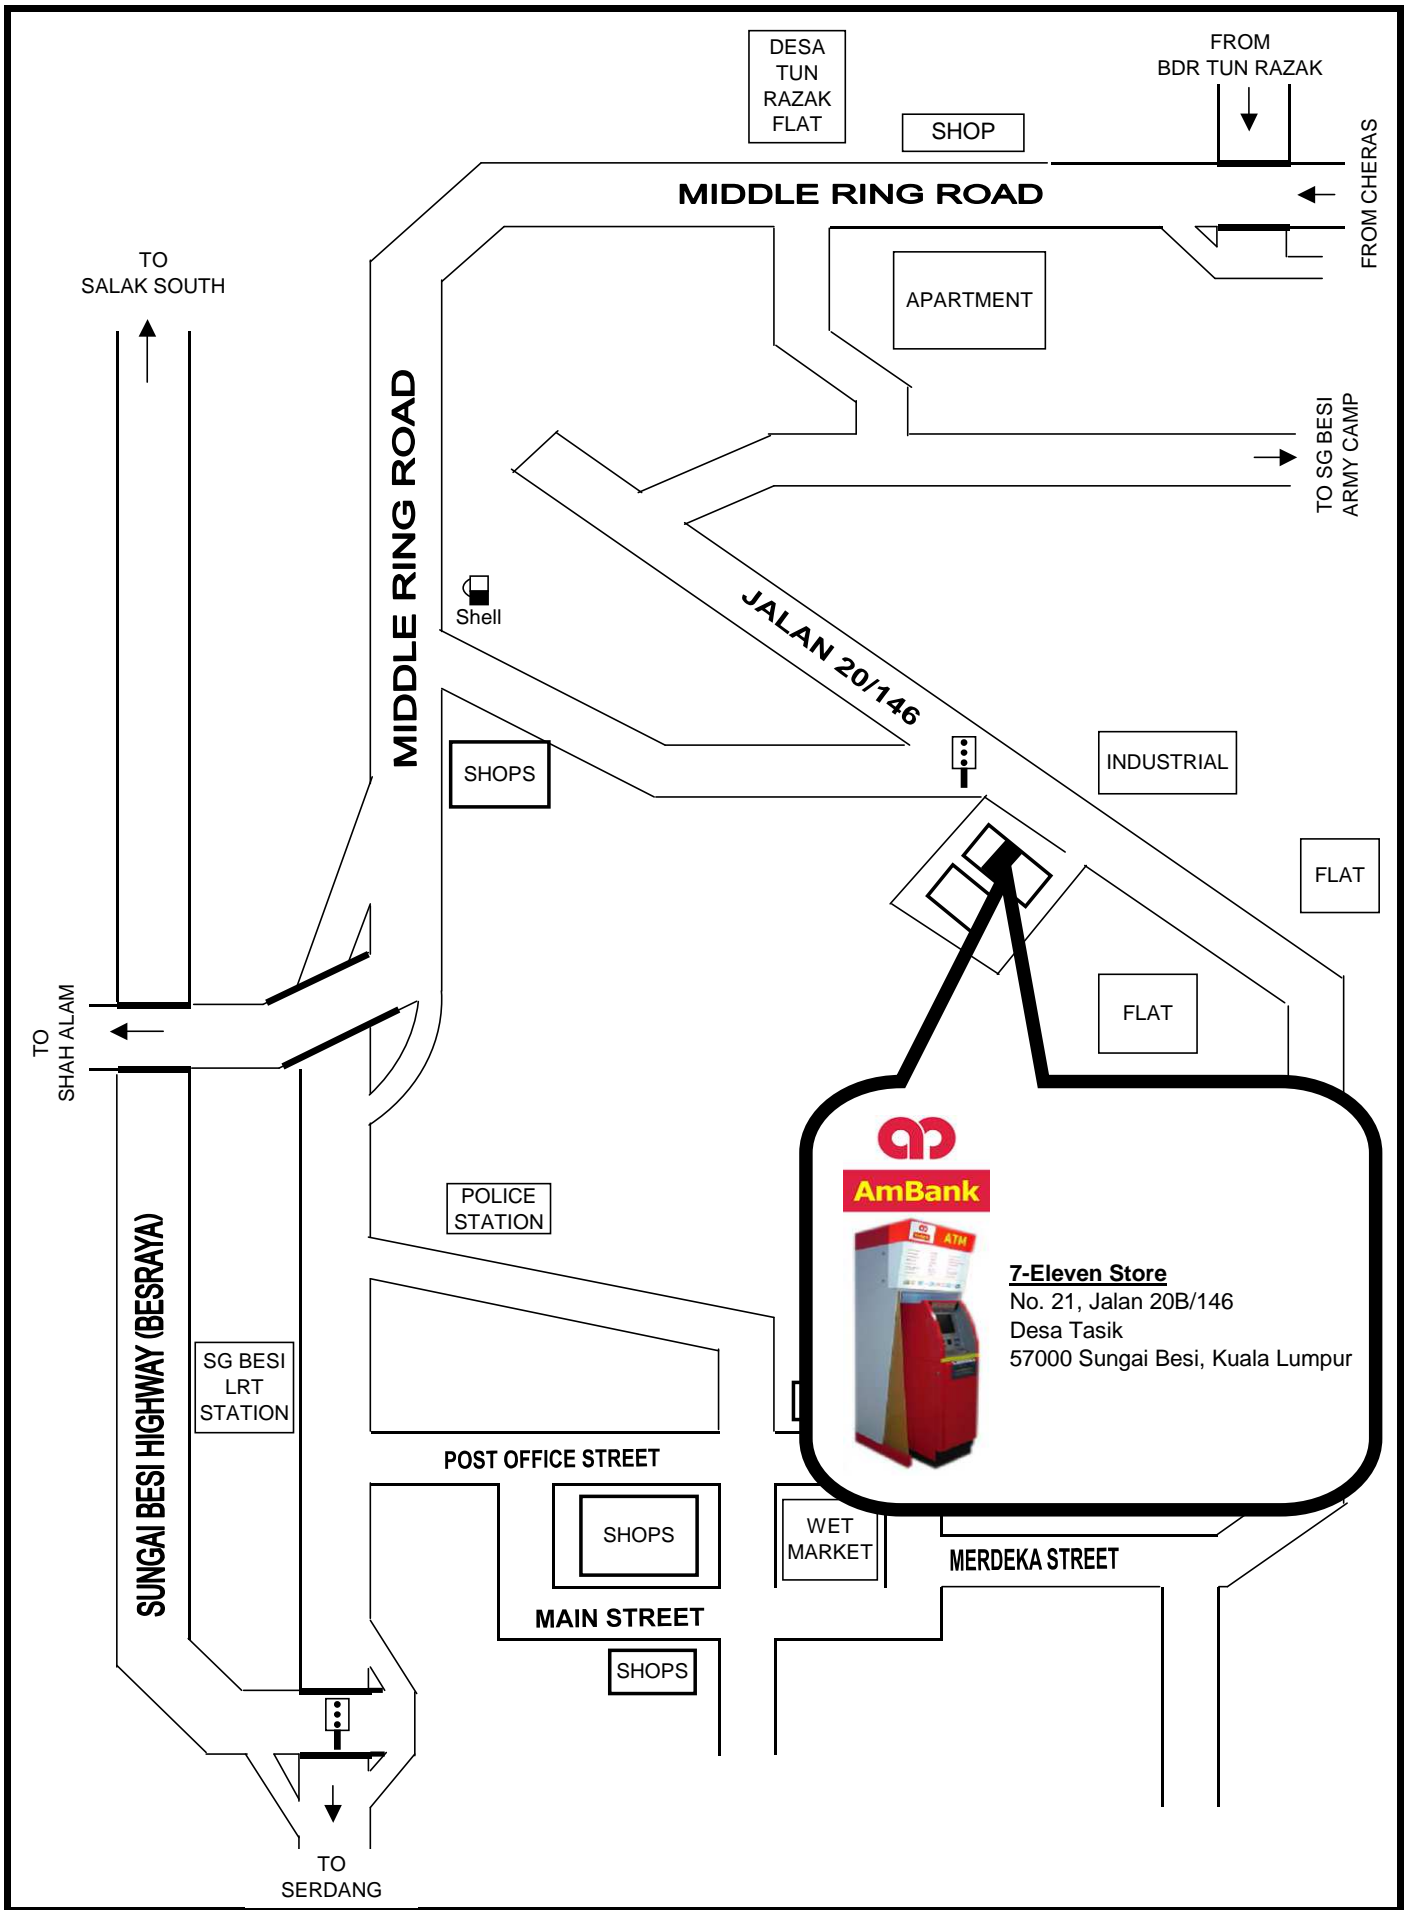 DESA
TUN
RAZAK
FLAT
SHOP
FROM
BDR TUN RAZAK
FROM CHERAS
MIDDLE RING ROAD
TO
SALAK SOUTH
APARTMENT
MIDDLE RING ROAD
TO SG BESI
ARMY CAMP
Shell
JALAN 20/146
SHOPS
INDUSTRIAL
FLAT
FLAT
TO
SHAH ALAM
AmBank
ATM
7-Eleven Store
No. 21, Jalan 20B/146
Desa Tasik
57000 Sungai Besi, Kuala Lumpur
POLICE
STATION
SUNGAI BESI HIGHWAY (BESRAYA)
SG BESI
LRT
STATION
POST OFFICE STREET
SHOPS
WET
MARKET
MERDEKA STREET
MAIN STREET
SHOPS
TO
SERDANG